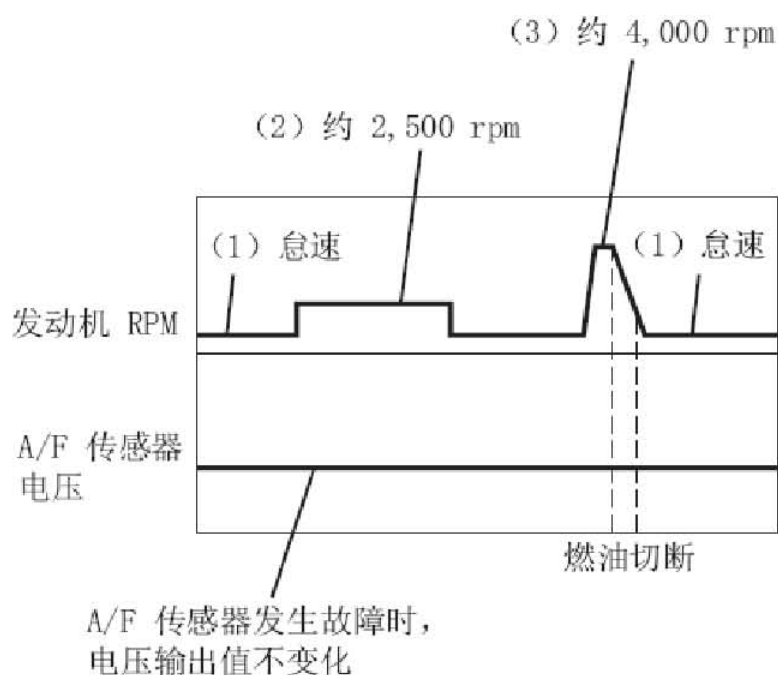 (3) 约 4,000 rpm
(2) 约 2,500 rpm
(1) 怠速
(1) 怠速
发动机 RPM
A/F 传感器
电压
燃油切断
A/F 传感器发生故障时，
电压输出值不变化